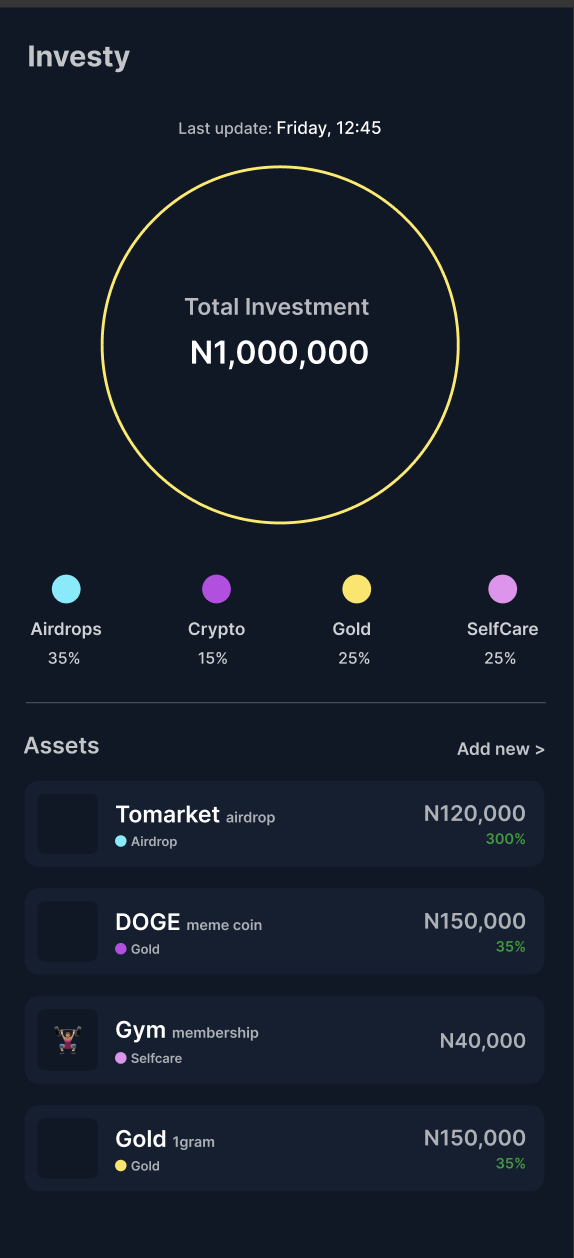 Investy
Last update: Friday, 12:45
Total Investment
N1,000,000
Airdrops Crypto Gold SelfCare
35% 15% 25% 25%
Assets Add new >
Tomarket airdrop N120,000
Airdrop 300%
DOGE meme coin N150,000
Gold 35%
Gym membership N40,000
Selfcare
Gold 1gram N150,000
Gold 35%